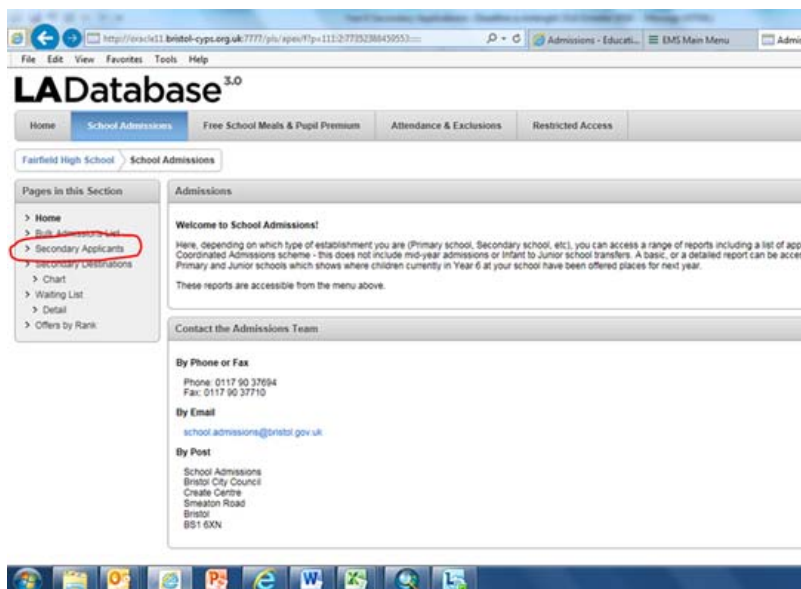 http://oracle11.bristol-cyps.org.uk:7777/pls/apex/f?p=111:2:77352388450553:::::
Admissions - Educati...
EMS Main Menu
Admis
File Edit View Favorites Tools Help
LADatabase 3.0
Home School Admissions Free School Meals & Pupil Premium Attendance & Exclusions Restricted Access
Fairfield High School School Admissions
Pages in this Section
> Home
> Bulk Admissions List
> Secondary Applicants
> Secondary Destinations
> Chart
> Waiting List
> Detail
> Offers by Rank
Admissions
Welcome to School Admissions!
Here, depending on which type of establishment you are (Primary school, Secondary school, etc), you can access a range of reports including a list of app
Coordinated Admissions scheme - this does not include mid-year admissions or Infant to Junior school transfers. A basic, or a detailed report can be acce
Primary and Junior schools which shows where children currently in Year 6 at your school have been offered places for next year.
These reports are accessible from the menu above.
Contact the Admissions Team
By Phone or Fax
Phone: 0117 90 37694
Fax: 0117 90 37710
By Email
school.admissions@bristol.gov.uk
By Post
School Admissions
Bristol City Council
Create Centre
Smeaton Road
Bristol
BS1 6XN